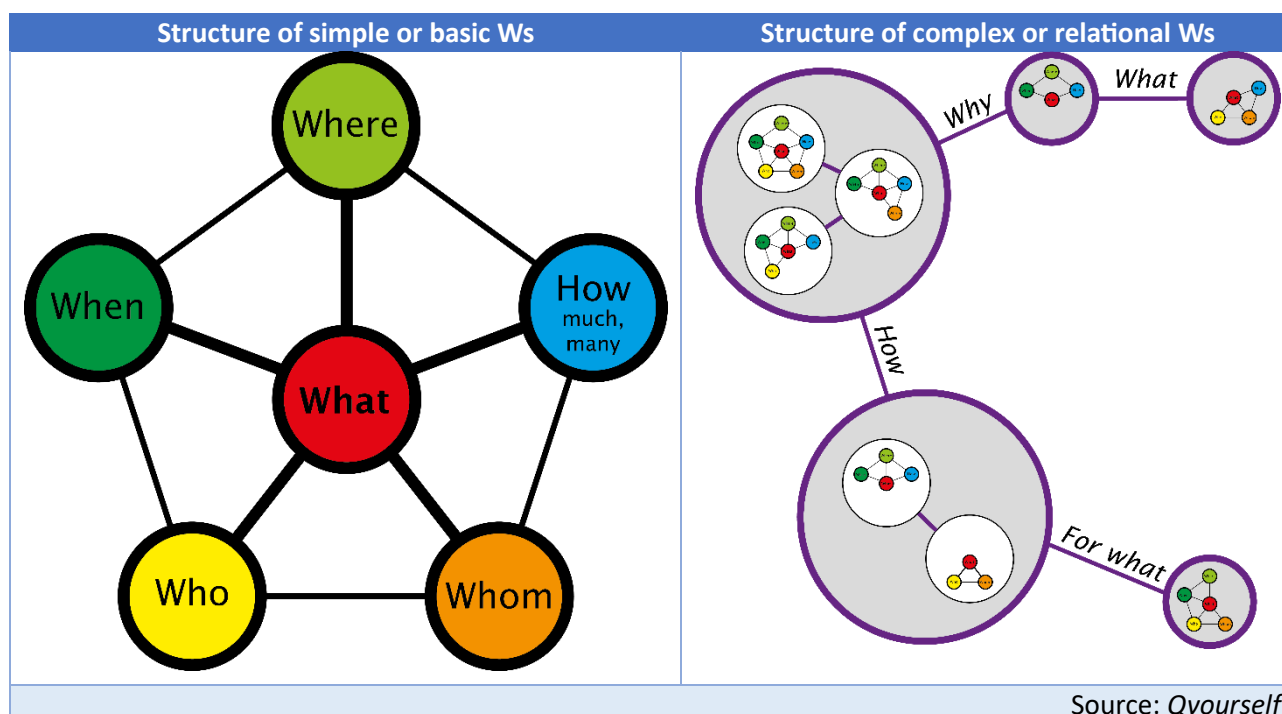 Structure of simple or basic Ws
Structure of complex or relational Ws
Where
When
How
much,
many
What
Who
Whom
Why
What
How
For what
Source: Qyourself